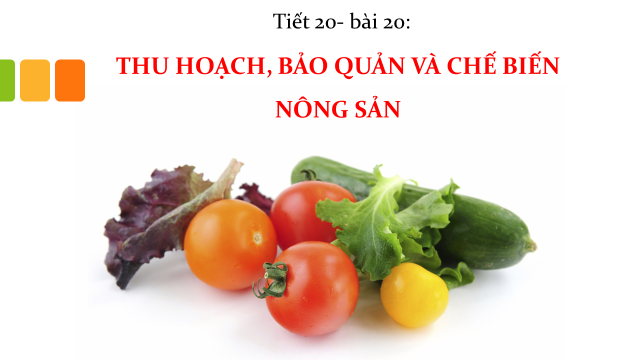 Tiết 20- bài 20:
THU HOẠCH, BẢO QUẢN VÀ CHẾ BIẾN
NÔNG SẢN